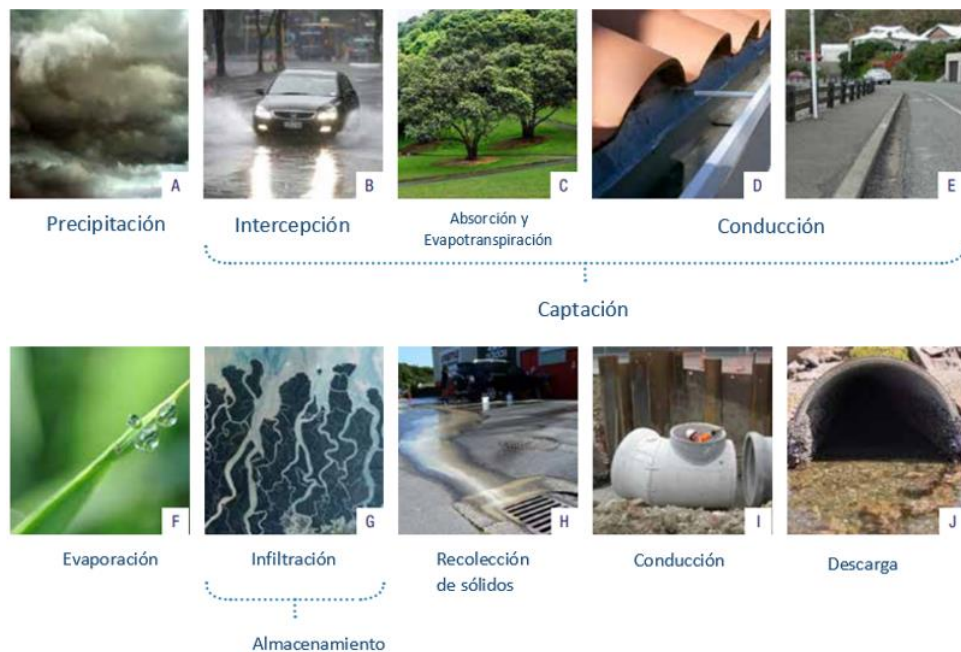 A
B
C
D
E
Precipitación
Intercepción
Absorción y
Evapotranspiración
Conducción
Captación
F
G
H
I
J
Evaporación
Infiltración
Recolección
de sólidos
Conducción
Descarga
Almacenamiento